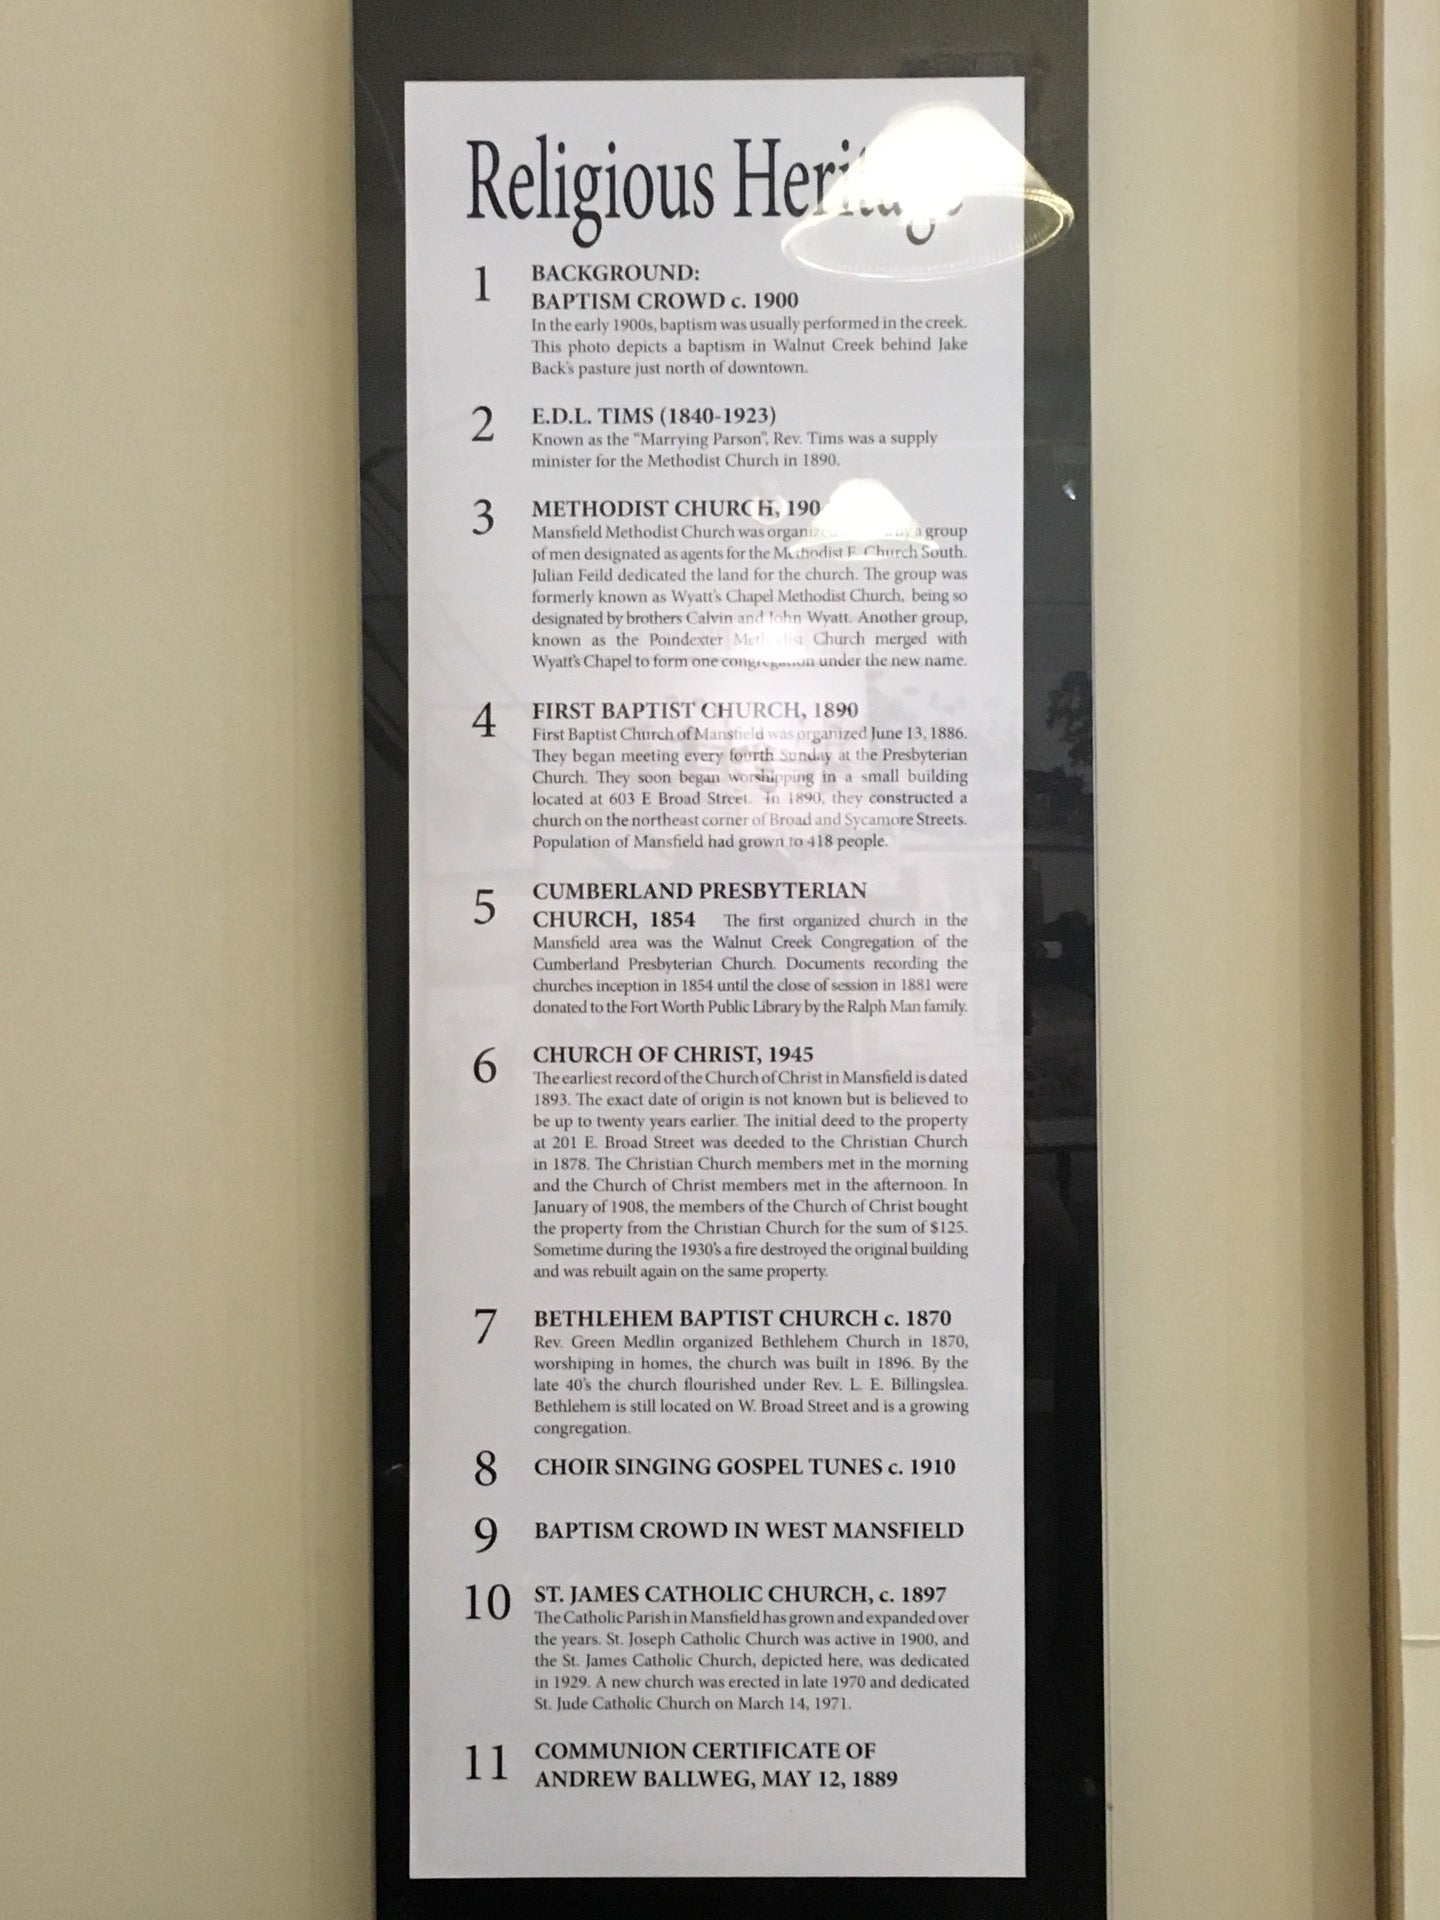 Religious Heritage
1 BACKGROUND:
BAPTISM CROWD c. 1900
In the early 1900s, baptism was usually performed in the creek.
This photo depicts a baptism in Walnut Creek behind Jake
Back's pasture just north of downtown.
2 E.D.L. TIMS (1840-1923)
Known as the "Marrying Parson", Rev. Tims was a supply
minister for the Methodist Church in 1890.
3 METHODIST CHURCH,
Mansfield Methodist Church was organized by a group
of men designated as agents for the Methodist E. Church South.
Julian Feild dedicated the land for the church. The group was
formerly known as Wyatt's Chapel Methodist Church, being so
designated by brothers Calvin and John Wyatt. Another group,
known as the Poindexter Methodist Church merged with
Wyatt's Chapel to form one congregation under the new name.
4 FIRST BAPTIST CHURCH, 1890
First Baptist Church of Mansfield was organized June 13, 1886.
They began meeting every fourth Sunday at the Presbyterian
Church. They soon began worshipping in a small building
located at 603 E Broad Street. In 1890, they constructed a
church on the northeast corner of Broad and Sycamore Streets.
Population of Mansfield had grown to 418 people.
5 CUMBERLAND PRESBYTERIAN
CHURCH, 1854 The first organized church in the
Mansfield area was the Walnut Creek Congregation of the
Cumberland Presbyterian Church. Documents recording the
churches inception in 1854 until the close of session in 1881 were
donated to the Fort Worth Public Library by the Ralph Man family.
6 CHURCH OF CHRIST, 1945
The earliest record of the Church of Christ in Mansfield is dated
1893. The exact date of origin is not known but is believed to
be up to twenty years earlier. The initial deed to the property
at 201 E. Broad Street was deeded to the Christian Church
in 1878. The Christian Church members met in the morning
and the Church of Christ members met in the afternoon. In
January of 1908, the members of the Church of Christ bought
the property from the Christian Church for the sum of $125.
Sometime during the 1930's a fire destroyed the original building
and was rebuilt again on the same property.
7 BETHLEHEM BAPTIST CHURCH c. 1870
Rev. Green Medlin organized Bethlehem Church in 1870,
worshiping in homes, the church was built in 1896. By the
late 40's the church flourished under Rev. L. E. Billingslea.
Bethlehem is still located on W. Broad Street and is a growing
congregation.
8 CHOIR SINGING GOSPEL TUNES c. 1910
9 BAPTISM CROWD IN WEST MANSFIELD
10 ST. JAMES CATHOLIC CHURCH, c. 1897
The Catholic Parish in Mansfield has grown and expanded over
the years. St. Joseph Catholic Church was active in 1900, and
the St. James Catholic Church, depicted here, was dedicated
in 1929. A new church was erected in late 1970 and dedicated
St. Jude Catholic Church on March 14, 1971.
11 COMMUNION CERTIFICATE OF
ANDREW BALLWEG, MAY 12, 1889